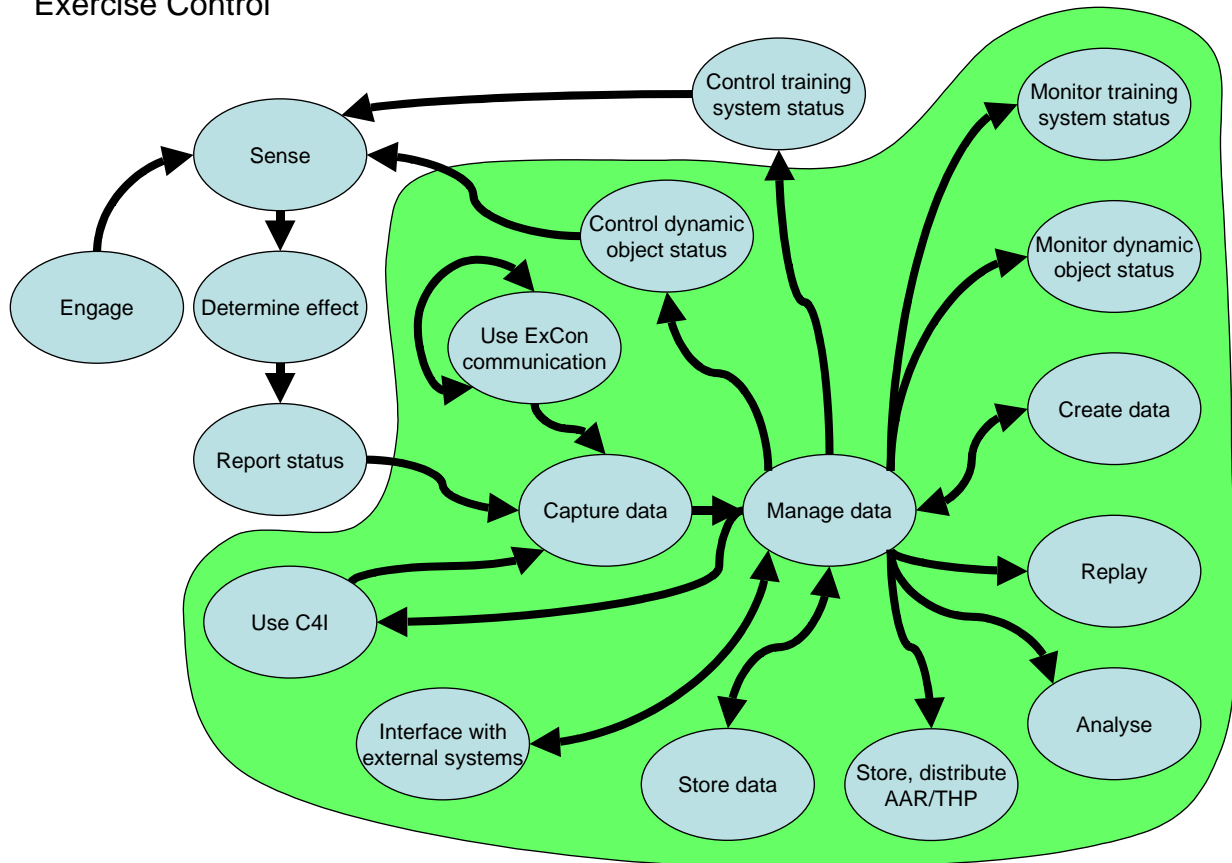 Exercise Control
Control training
system status
Monitor training
system status
Sense
Control dynamic
object status
Monitor dynamic
object status
Engage
Determine effect
Use ExCon
communication
Create data
Report status
Capture data
Manage data
Replay
Use C4I
Analyse
Interface with
external systems
Store data
Store, distribute
AAR/THP